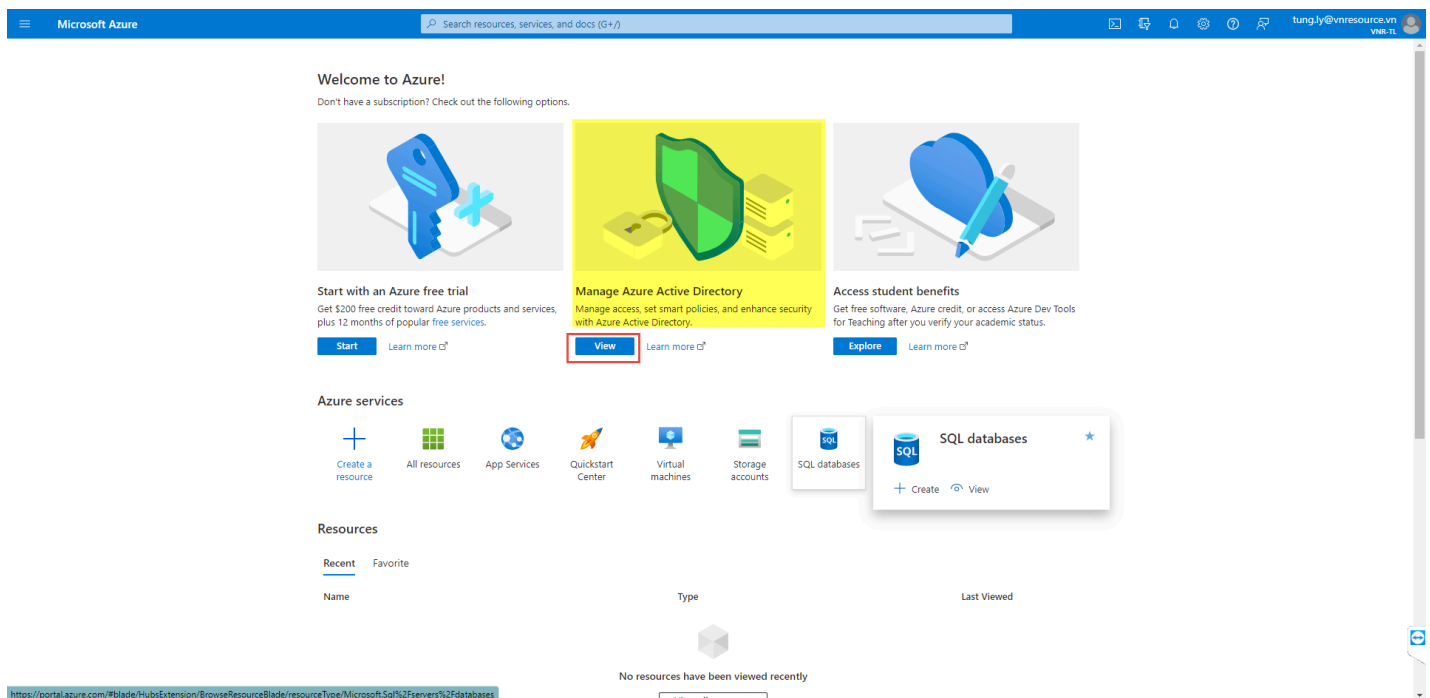 Microsoft Azure
Search resources, services, and docs (G+/)
tung.ly@vnresource.vn
VNR-TL
Welcome to Azure!
Don't have a subscription? Check out the following options.
Start with an Azure free trial
Get $200 free credit toward Azure products and services,
plus 12 months of popular free services.
Start
Learn more
Manage Azure Active Directory
Manage access, set smart policies, and enhance security
with Azure Active Directory.
View
Learn more
Access student benefits
Get free software, Azure credit, or access Azure Dev Tools
for Teaching after you verify your academic status.
Explore
Learn more
Azure services
Create a
resource
All resources
App Services
Quickstart
Center
Virtual
machines
Storage
accounts
SQL
SQL databases
SQL
SQL databases
Create
View
Resources
Recent
Favorite
Name
Type
Last Viewed
No resources have been viewed recently
https://portal.azure.com/#blade/HubsExtension/BrowseResourceBlade/resourceType/Microsoft.Sql%2Fservers%2Fdatabases